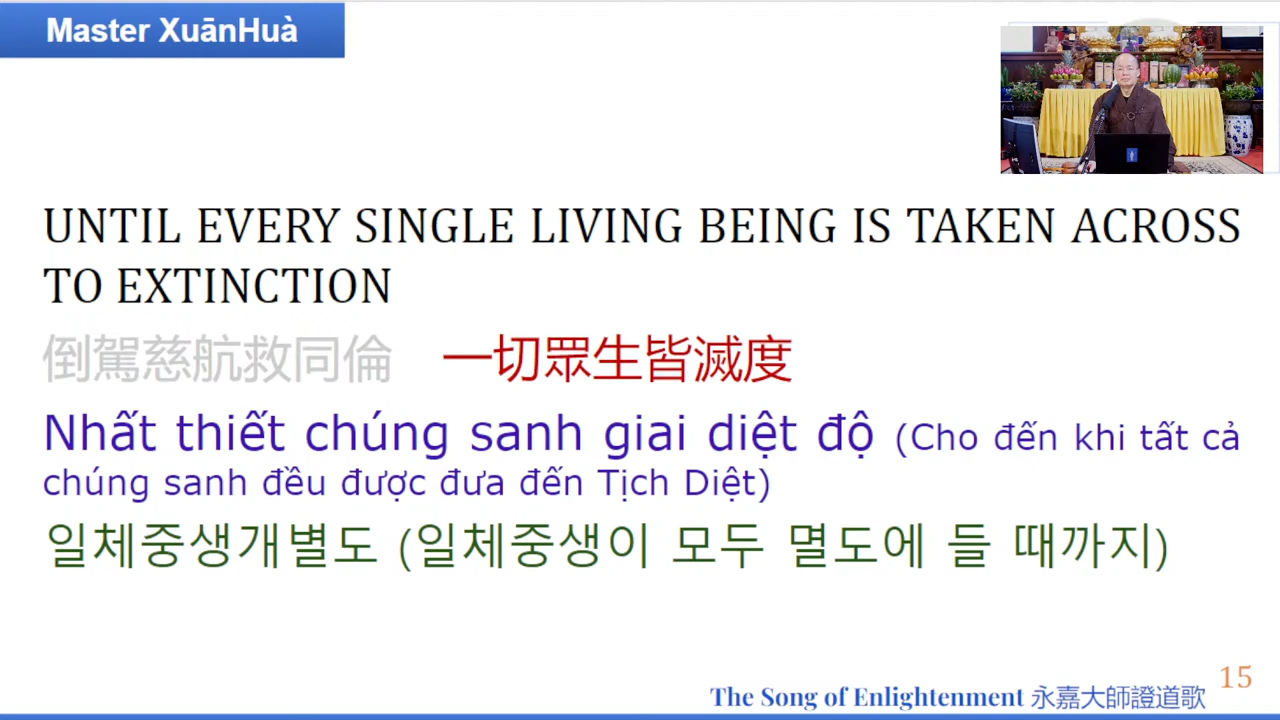 Master XuānHuà
UNTIL EVERY SINGLE LIVING BEING IS TAKEN ACROSS
TO EXTINCTION
倒駕慈航救同倫 一切眾生皆滅度
Nhất thiết chúng sanh giai diệt độ (Cho đến khi tất cả
chúng sanh đều được đưa đến Tịch Diệt)
일체중생개별도 (일체중생이 모두 멸도에 들 때까지)
15
The Song of Enlightenment 永嘉大師證道歌